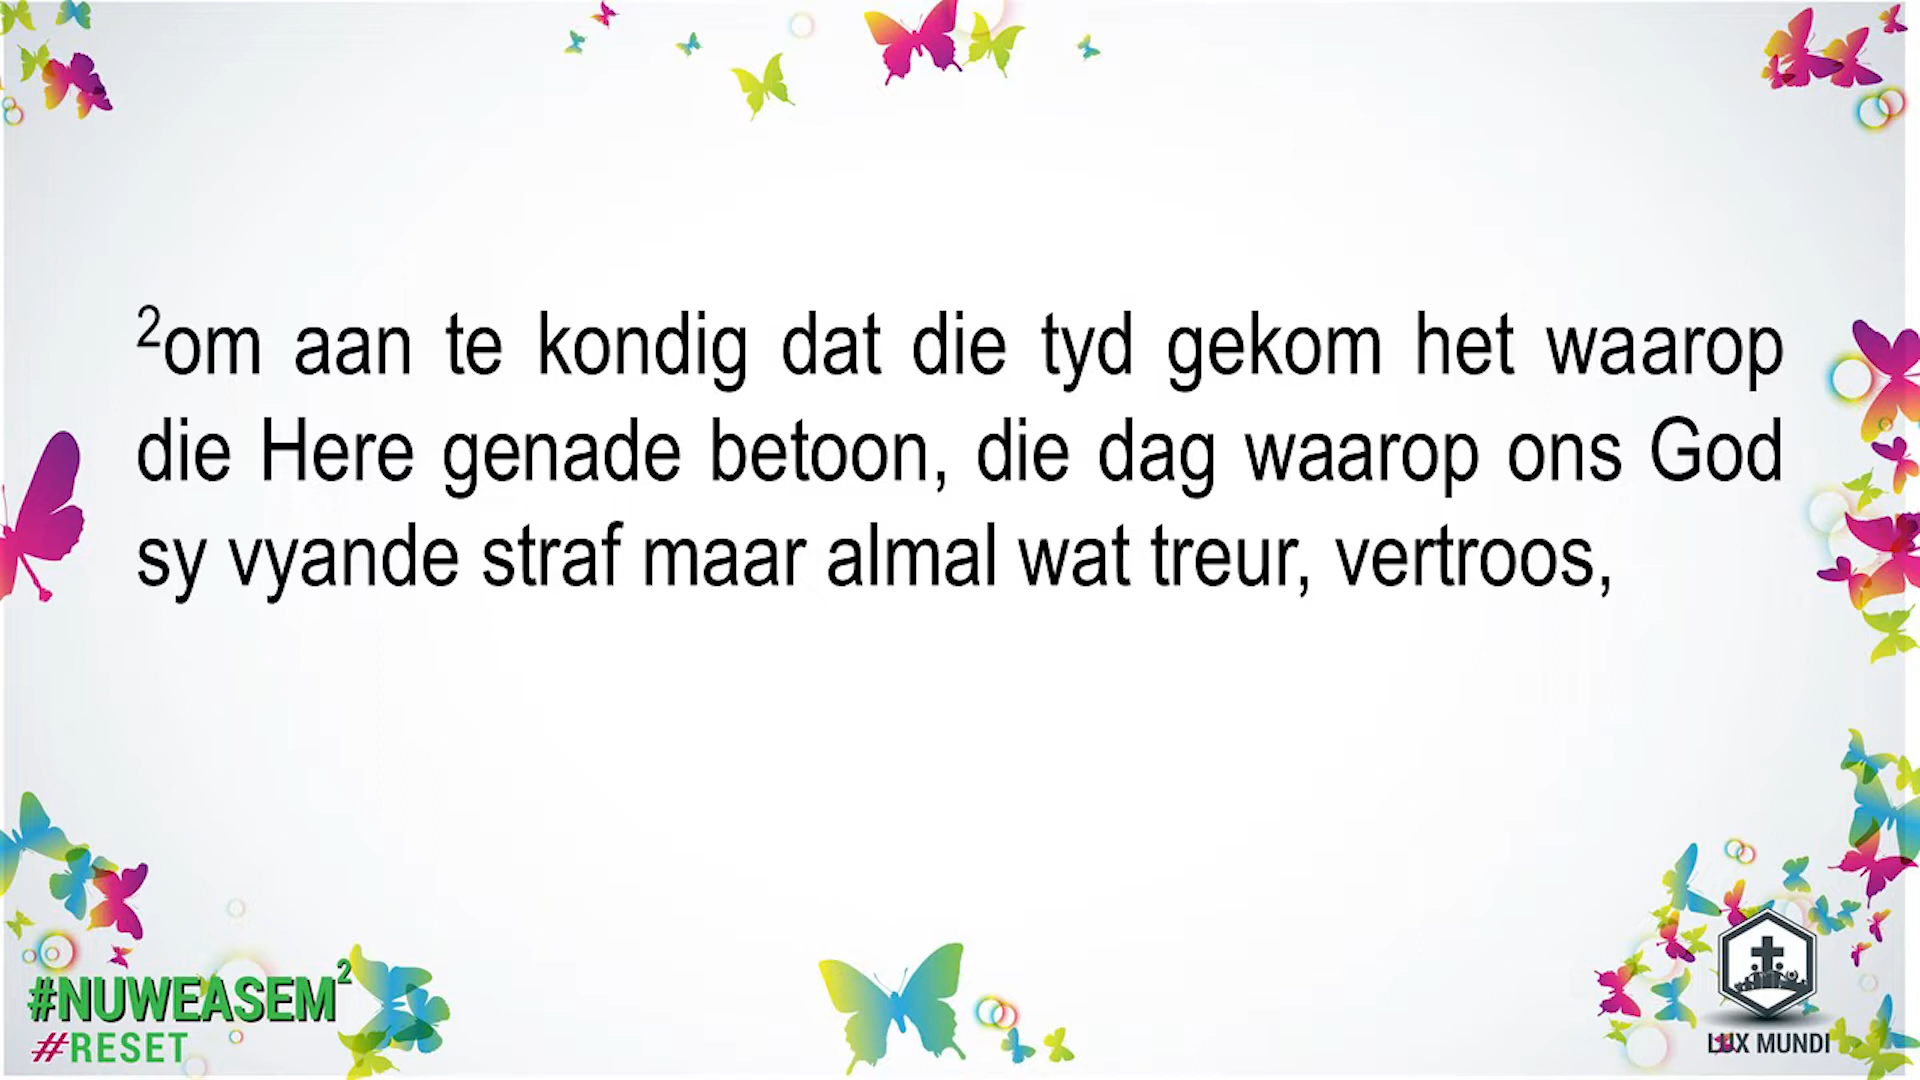 ²om aan te kondig dat die tyd gekom het waarop
die Here genade betoon, die dag waarop ons God
sy vyande straf maar almal wat treur, vertroos,
#NUWEASEM²
#RESET
LUX MUNDI